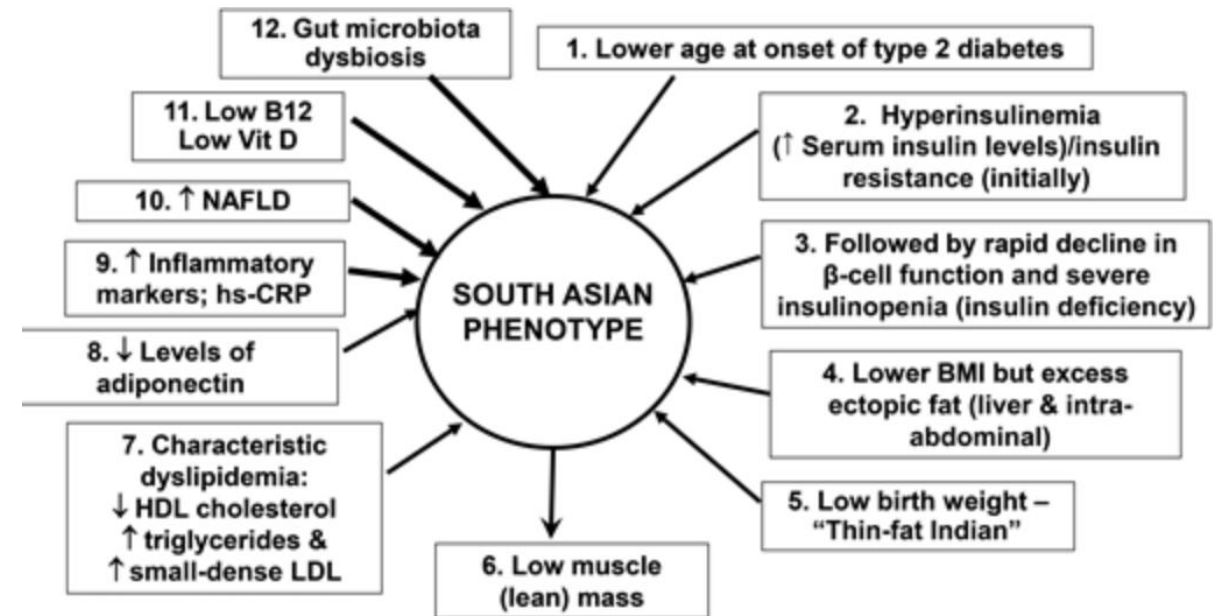 12. Gut microbiota
dysbiosis
1. Lower age at onset of type 2 diabetes
11. Low B12
Low Vit D
2. Hyperinsulinemia
(↑ Serum insulin levels)/insulin
resistance (initially)
10. ↑ NAFLD
3. Followed by rapid decline in
β-cell function and severe
insulinopenia (insulin deficiency)
9. ↑ Inflammatory
markers; hs-CRP
SOUTH ASIAN
PHENOTYPE
8. ↓ Levels of
adiponectin
4. Lower BMI but excess
ectopic fat (liver & intra-
abdominal)
7. Characteristic
dyslipidemia:
↓ HDL cholesterol
↑ triglycerides &
↑ small-dense LDL
5. Low birth weight –
“Thin-fat Indian”
6. Low muscle
(lean) mass